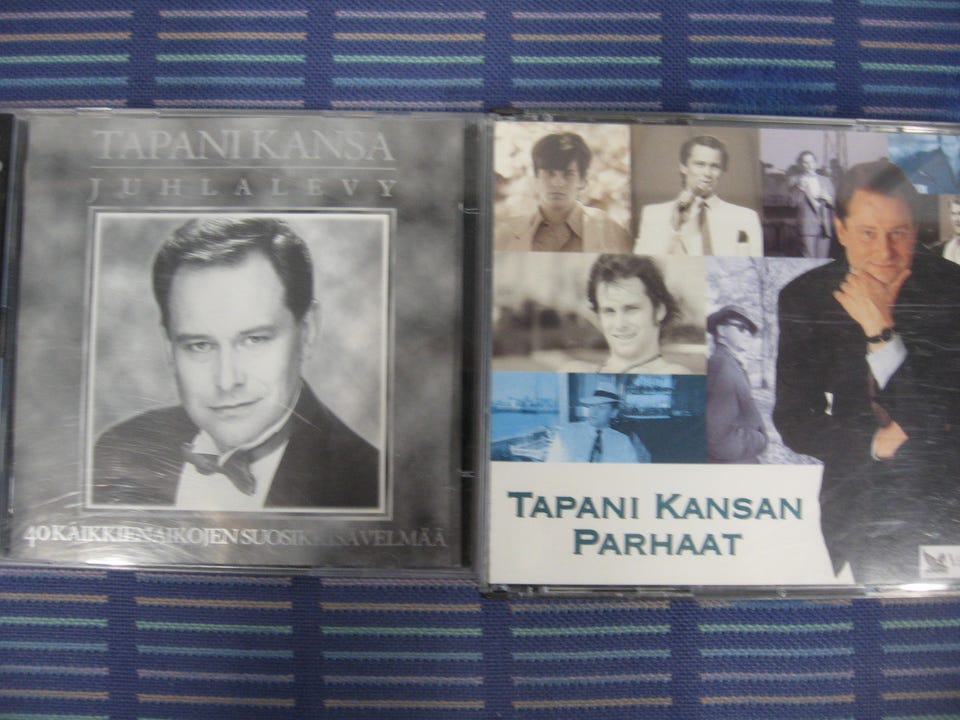 TAPANI KANSA
JUHLALEVY
40 KAIKKIEN AIKOJEN SUOSIKKISÄVELMÄÄ
TAPANI KANSAN
PARHAAT